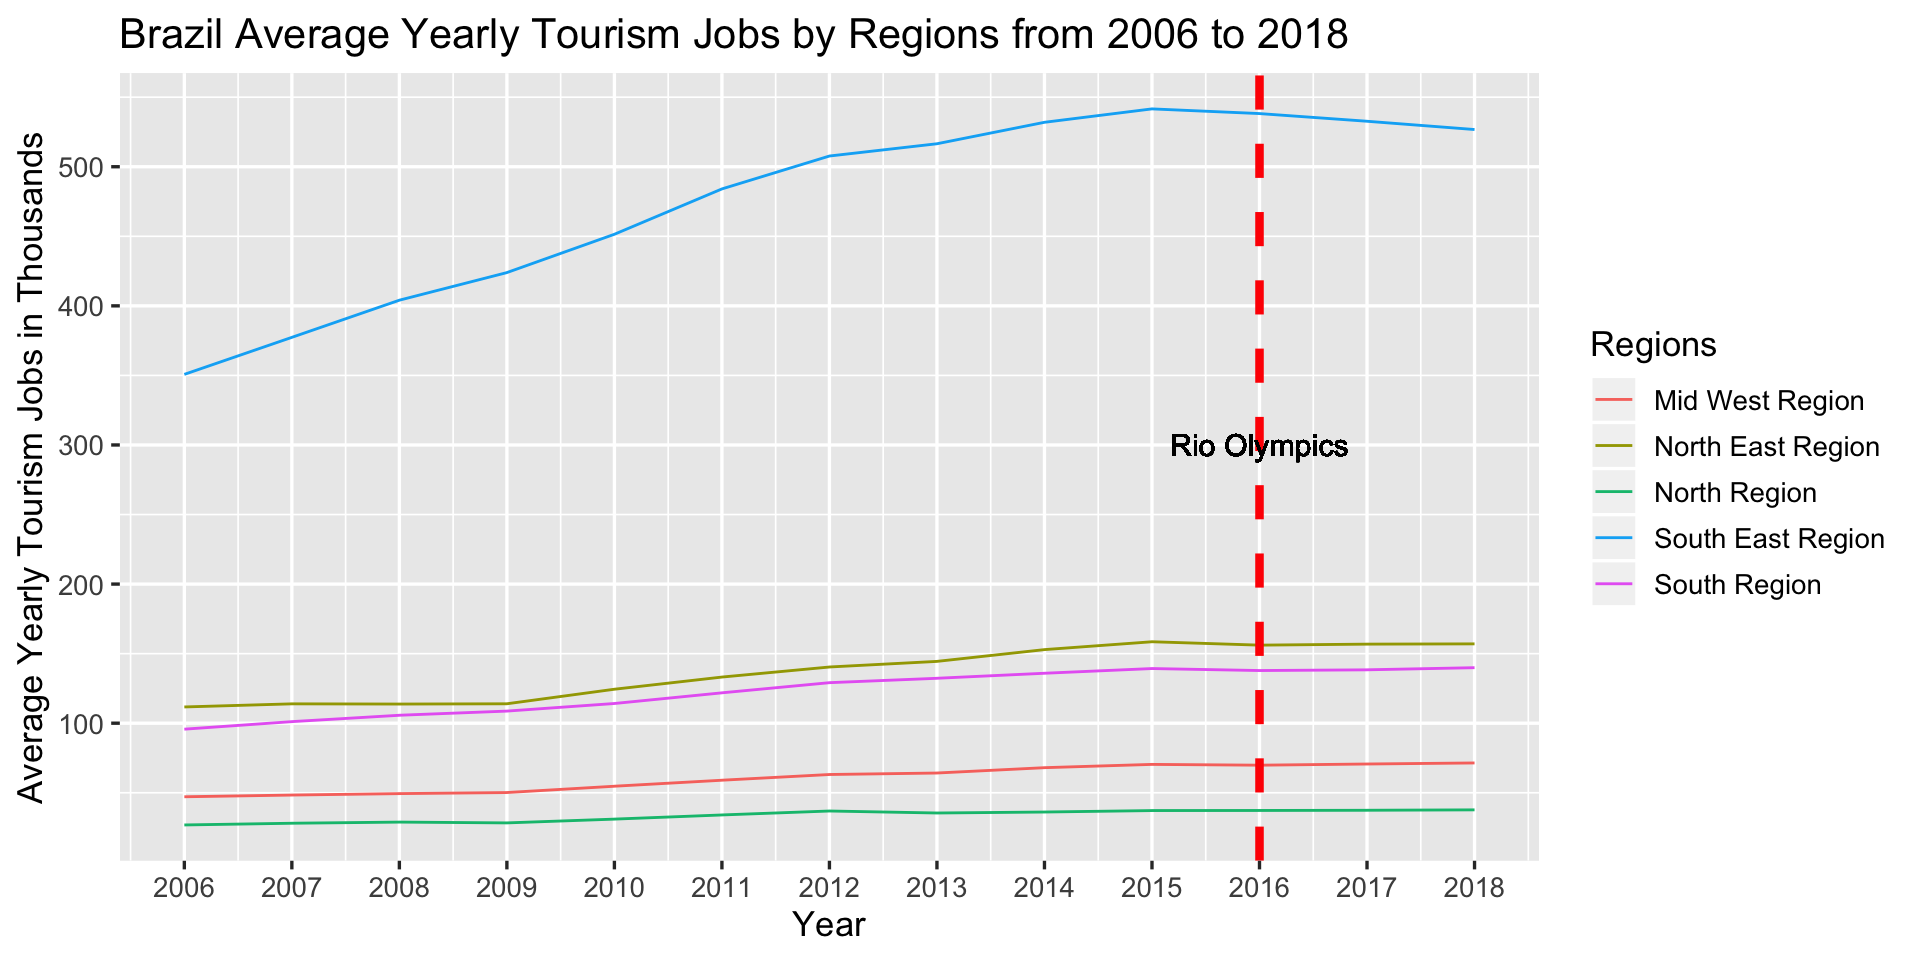 Brazil Average Yearly Tourism Jobs by Regions from 2006 to 2018
Average Yearly Tourism Jobs in Thousands
500
400
300
200
100
Rio Olympics
2006 2007 2008 2009 2010 2011 2012 2013 2014 2015 2016 2017 2018
Year
Regions
Mid West Region
North East Region
North Region
South East Region
South Region